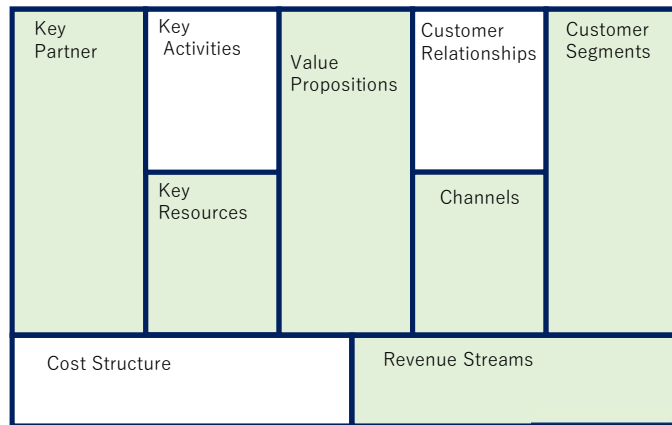 Key
Partner
Key
Activities
Value
Propositions
Customer
Relationships
Customer
Segments
Key
Resources
Channels
Cost Structure
Revenue Streams